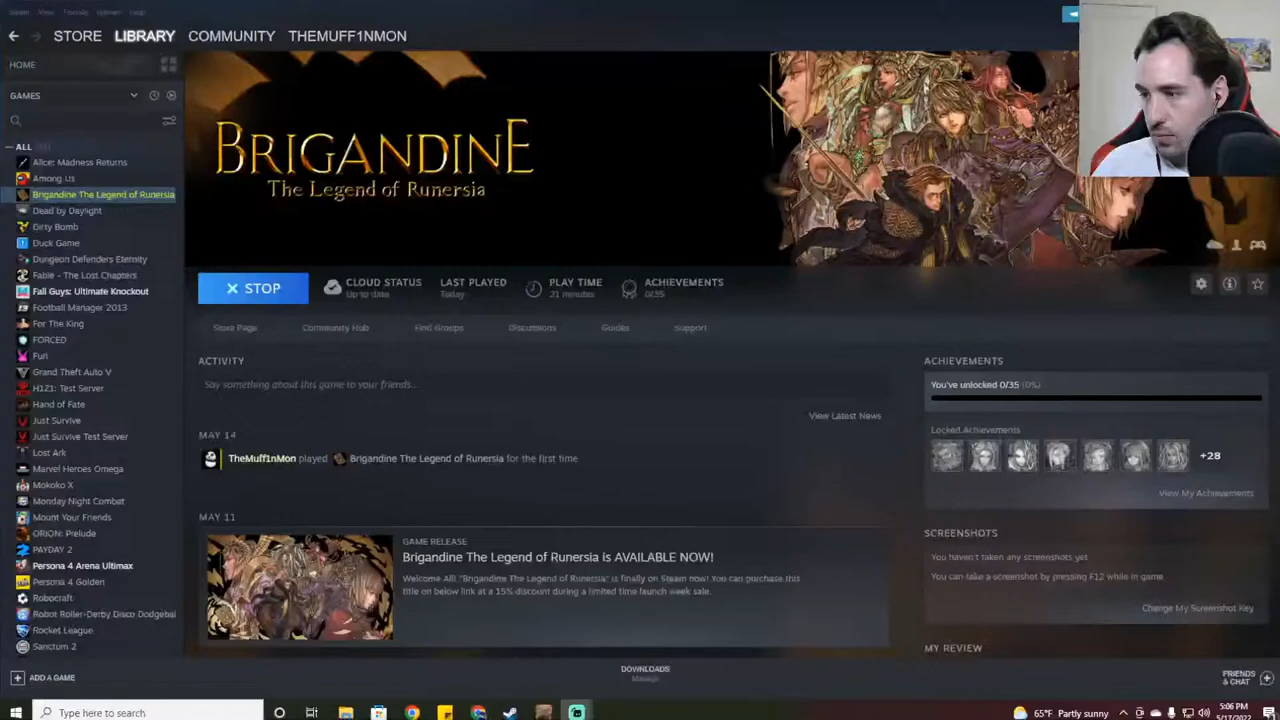 Steam View Friends Games Help
STORE LIBRARY COMMUNITY THEMUFF1NMON
HOME
GAMES
ALL
Alice: Madness Returns
Among Us
Brigandine The Legend of Runersia
Dead by Daylight
Dirty Bomb
Duck Game
Dungeon Defenders Eternity
Fable - The Lost Chapters
Fall Guys: Ultimate Knockout
Football Manager 2013
For The King
FORCED
Furi
Grand Theft Auto V
H1Z1: Test Server
Hand of Fate
Just Survive
Just Survive Test Server
Lost Ark
Marvel Heroes Omega
Mokoko X
Monday Night Combat
Mount Your Friends
ORION: Prelude
PAYDAY 2
Persona 4 Arena Ultimax
Persona 4 Golden
Robocraft
Robot Roller-Derby Disco Dodgebal
Rocket League
Sanctum 2
ADD A GAME
BRIGANDINE
The Legend of Runersia
STOP
CLOUD STATUS
Up to date
LAST PLAYED
Today
PLAY TIME
21 minutes
ACHIEVEMENTS
0/35
Store Page Community Hub Find Groups Discussions Guides Support
ACTIVITY
Say something about this game to your friends...
View Latest News
MAY 14
TheMuff1nMon played Brigandine The Legend of Runersia for the first time
MAY 11
GAME RELEASE
Brigandine The Legend of Runersia is AVAILABLE NOW!
Welcome All! "Brigandine The Legend of Runersia" is finally on Steam now! You can purchase this
title on below link at a 15% discount during a limited time launch week sale.
ACHIEVEMENTS
You've unlocked 0/35 (0%)
Locked Achievements
+28
View My Achievements
SCREENSHOTS
You haven't taken any screenshots yet
You can take a screenshot by pressing F12 while in game
Change My Screenshot Key
MY REVIEW
DOWNLOADS
Manage
FRIENDS
& CHAT
Type here to search
65°F Partly sunny
5:06 PM
5/17/2022